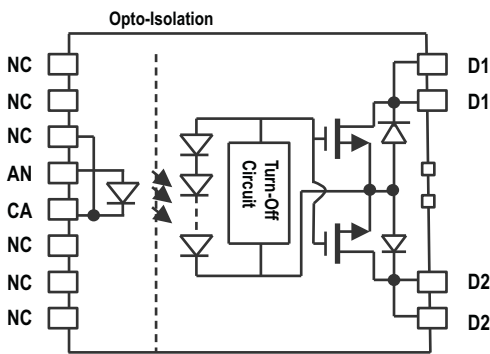 Opto-Isolation
NC
NC
NC
AN
CA
NC
NC
NC
Turn-Off
Circuit
D1
D1
D2
D2